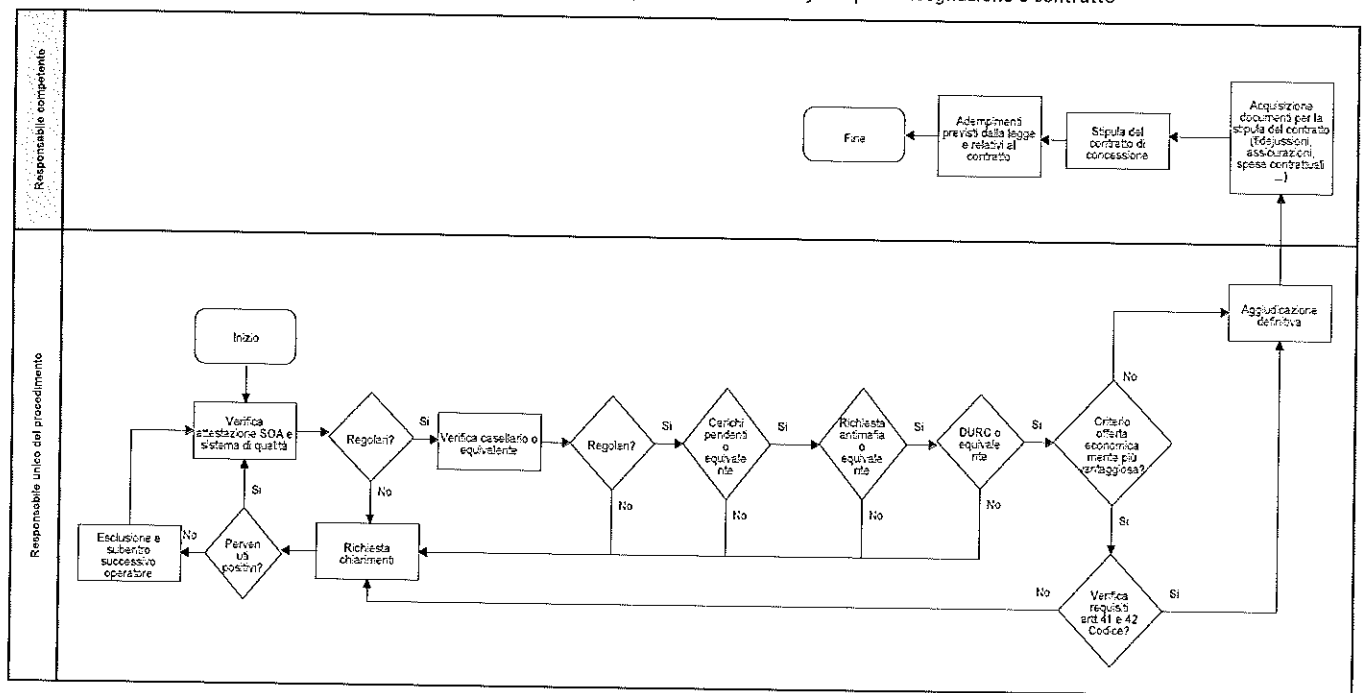 assegnazione e contratto
Responsabile competente
Fine
Adempimenti
previsti dalla legge
e relativi al
contratto
Stipula del
contratto di
concessione
Acquisizione
documenti per la
stipula del contratto
(fidejussioni,
assicurazioni,
spese contrattuali
...)
Responsabile unico del procedimento
Inizio
Verifica
attestazione SOA e
sistema di qualità
Regolari?
Si
No
Verifica casellario o
equivalente
Regolari?
Si
No
Carichi
pendenti
o
equivale
nte
Si
No
Richiesta
antimafia
o
equivale
nte
Si
No
DURC o
equivale
nte
Si
No
Criterio
offerta
economica
mente più
vantaggiosa?
No
Si
Aggiudicazione
definitiva
Esclusione e
subentro
successivo
operatore
No
Perven
uti
positivi?
Si
Richiesta
chiarimenti
No
Verifica
requisiti
artt.41 e 42
Codice?
Si